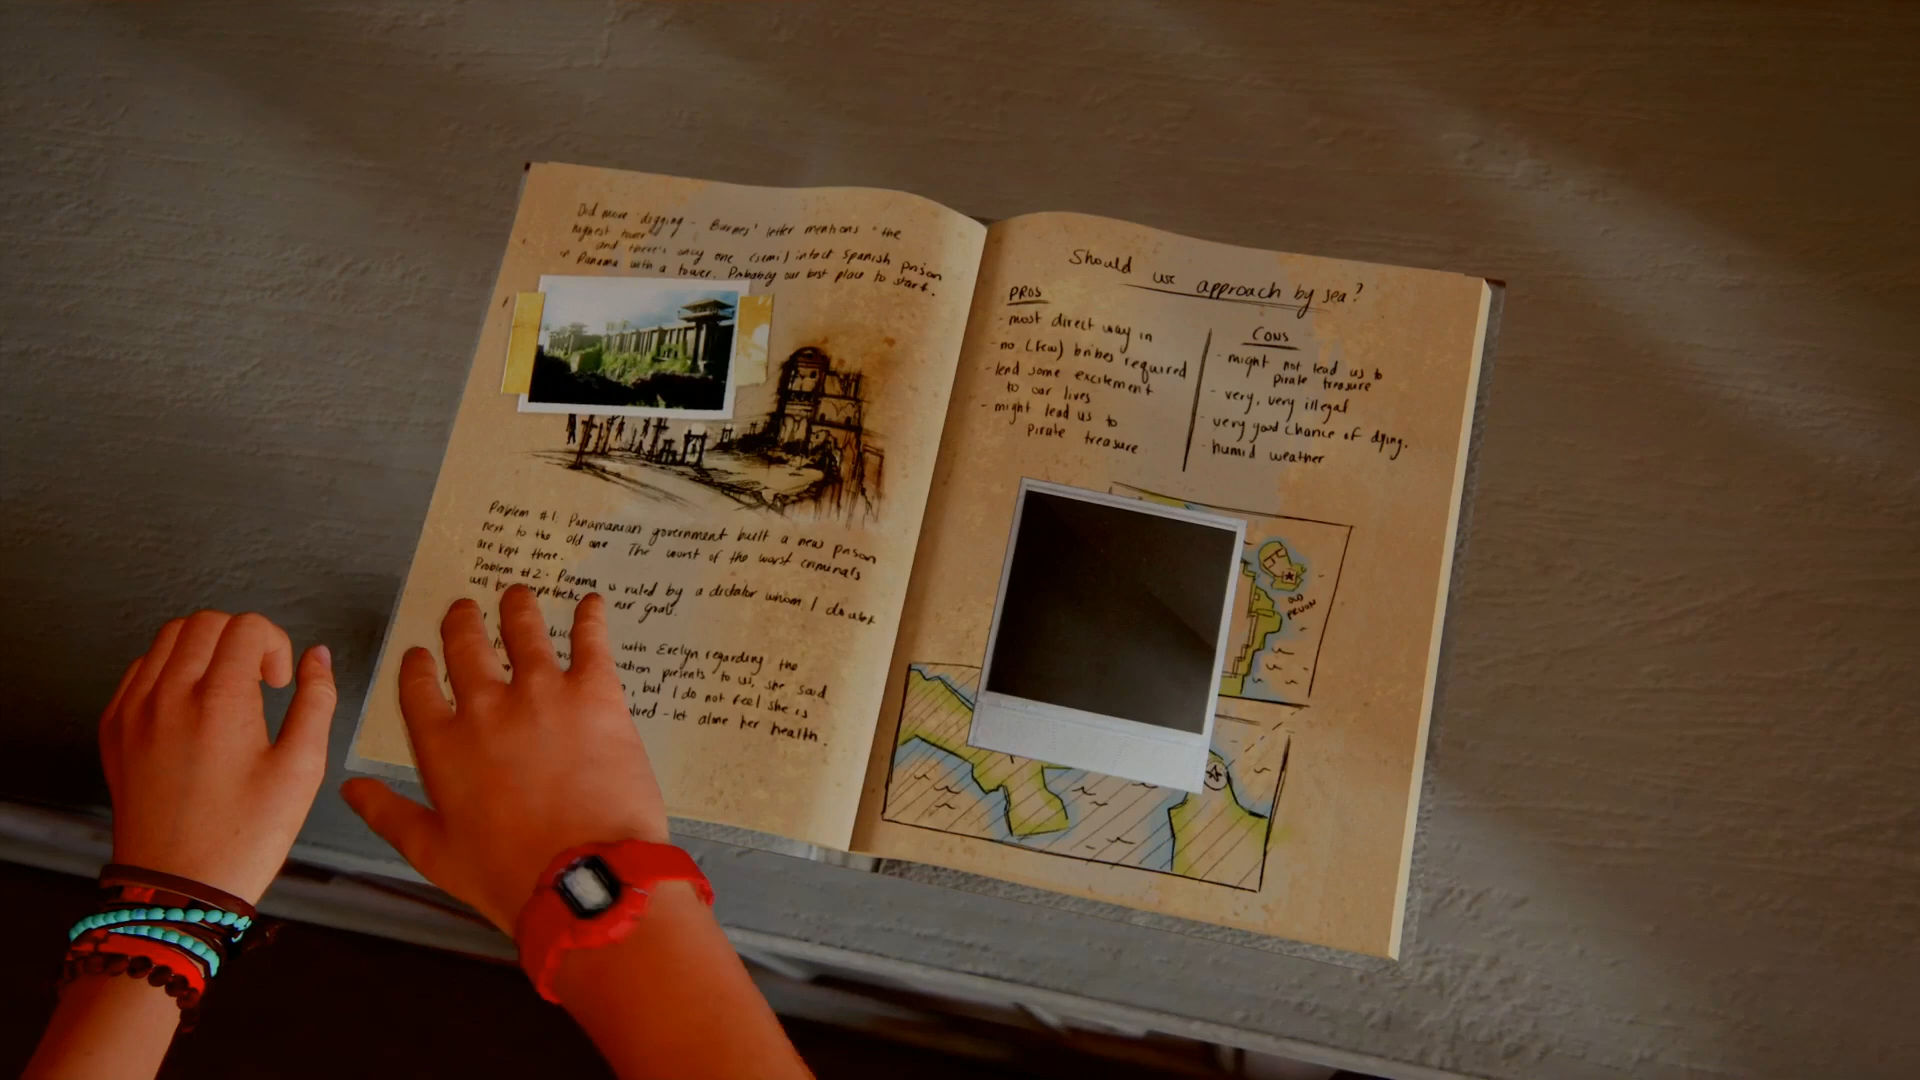 Did more digging - Barnes' letter mentions "the
highest tower"
and there's only one (semi) intact Spanish prison
in Panama with a tower. Probably our best place to start.
Problem #1: Panamanian government built a new prison
next to the old one. The worst of the worst criminals
are kept there.
Problem #2: Panama is ruled by a dictator whom I doubt
will be
goals.
with Evelyn regarding the
presents to us, she said
, but I do not feel she is
- let alone her health.
Should we approach by sea?
PROS
- most direct way in
- no (few) bribes required
- lend some excitement
to our lives
- might lead us to
pirate treasure
CONS
- might not lead us to
pirate treasure
- very, very illegal
- very good chance of dying.
- humid weather
OLD
PRISON